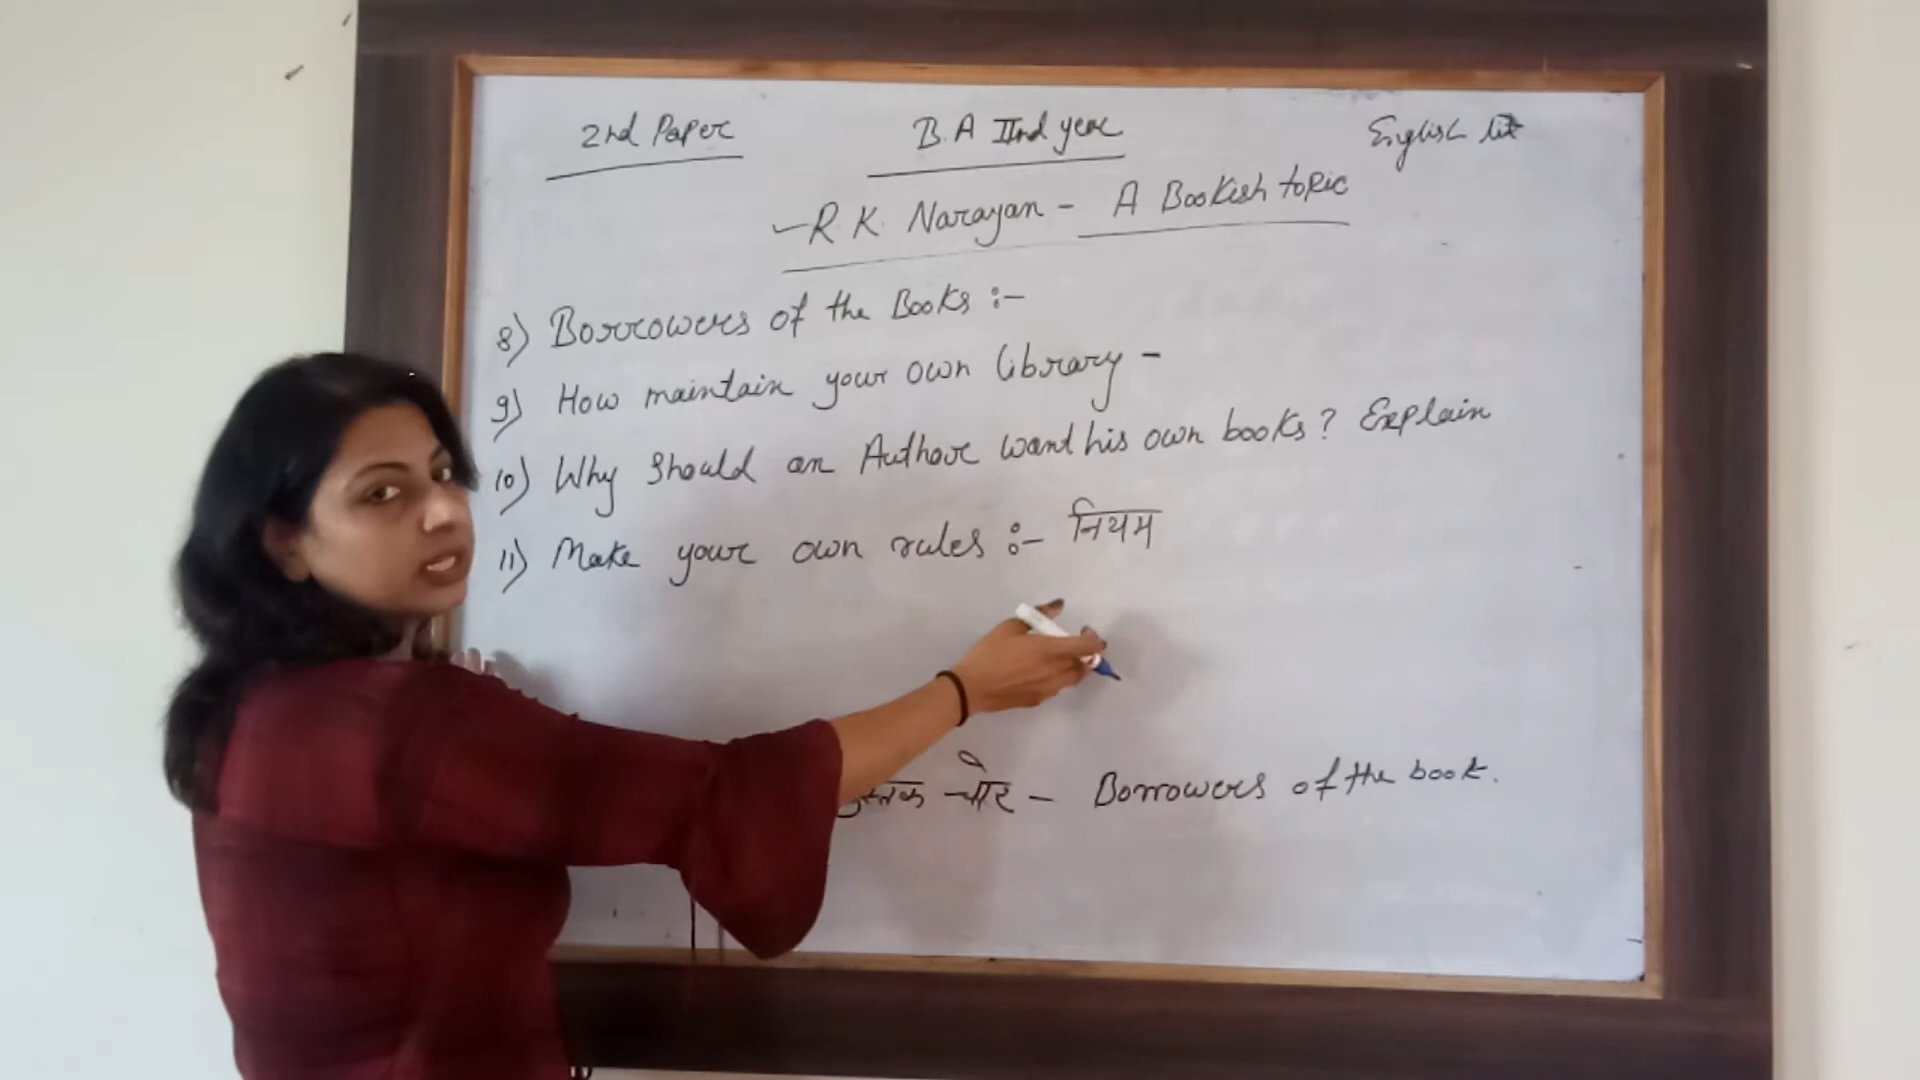 2nd Paper B.A IInd year English lit
R. K. Narayan - A Bookish topic
8) Borrowers of the Books :-
9) How maintain your own library -
10) Why should an Author want his own books? Explain
11) Make your own rules :- नियम
चोर - Borrowers of the book.